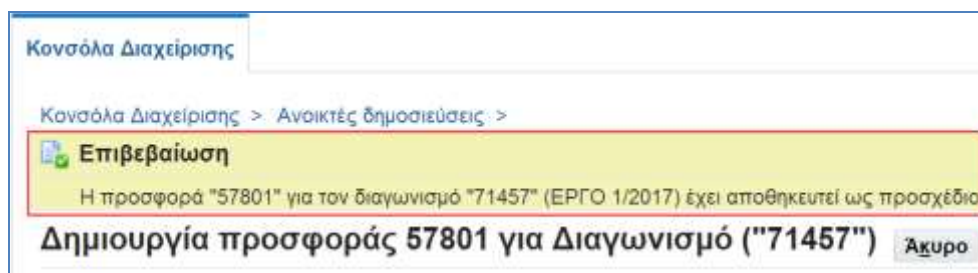 Κονσόλα Διαχείρισης
Κονσόλα Διαχείρισης > Ανοικτές δημοσιεύσεις >
Επιβεβαίωση
Η προσφορά "57801" για τον διαγωνισμό "71457" (ΕΡΓΟ 1/2017) έχει αποθηκευτεί ως προσχέδιο
Δημιουργία προσφοράς 57801 για Διαγωνισμό ("71457") Άκυρο